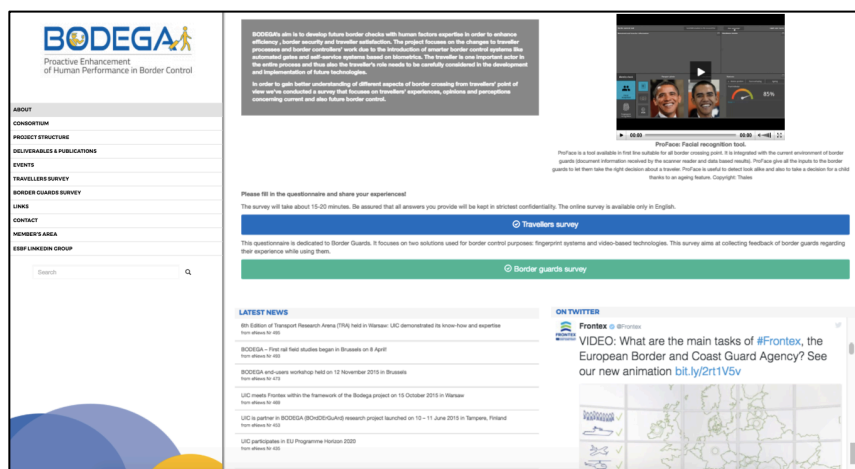 BODEGA
Proactive Enhancement
of Human Performance in Border Control
ABOUT
CONSORTIUM
PROJECT STRUCTURE
DELIVERABLES & PUBLICATIONS
EVENTS
TRAVELLERS SURVEY
BORDER GUARDS SURVEY
LINKS
CONTACT
MEMBER'S AREA
ESBF LINKEDIN GROUP
Search
BODEGA's aim is to develop future border checks with human factors expertise in order to enhance
efficiency , border security and traveller satisfaction. The project focuses on the changes to traveller
processes and border controllers' work due to the introduction of smarter border control systems like
automated gates and self-service systems based on biometrics. The traveller is one important actor in
the entire process and thus also the traveller's role needs to be carefully considered in the development
and implementation of future technologies.
In order to gain better understanding of different aspects of border crossing from travellers' point of
view we've conducted a survey that focuses on travellers' experiences, opinions and perceptions
concerning current and also future border control.
85%
00:00
00:00
ProFace: Facial recognition tool.
ProFace is a tool available in first line suitable for all border crossing point. It is integrated with the current environment of border
guards (document information received by the scanner reader and data based results). ProFace give all the inputs to the border
guards to let them take the right decision about a traveler. ProFace is useful to detect look alike and also to take a decision for a child
thanks to an ageing feature. Copyright: Thales
Please fill in the questionnaire and share your experiences!
The survey will take about 15-20 minutes. Be assured that all answers you provide will be kept in strictest confidentiality. The online survey is available only in English.
Travellers survey
This questionnaire is dedicated to Border Guards. It focuses on two solutions used for border control purposes: fingerprint systems and video-based technologies. This survey aims at collecting feedback of border guards regarding
their experience while using them.
Border guards survey
LATEST NEWS
6th Edition of Transport Research Arena (TRA) held in Warsaw: UIC demonstrated its know-how and expertise
from eNews Nr
BODEGA – First rail field studies began in Brussels on 8 April!
from eNews Nr
BODEGA end-users workshop held on 12 November 2015 in Brussels
from eNews Nr
UIC meets Frontex within the framework of the Bodega project on 15 October 2015 in Warsaw
from eNews Nr
UIC is partner in BODEGA (BOrdDErGuArd) research project launched on 10 – 11 June 2015 in Tampere, Finland
from eNews Nr
UIC participates in EU Programme Horizon 2020
from eNews Nr
ON TWITTER
FRONTEX
Frontex @Frontex
VIDEO: What are the main tasks of #Frontex, the
European Border and Coast Guard Agency? See
our new animation bit.ly/2rt1V5v